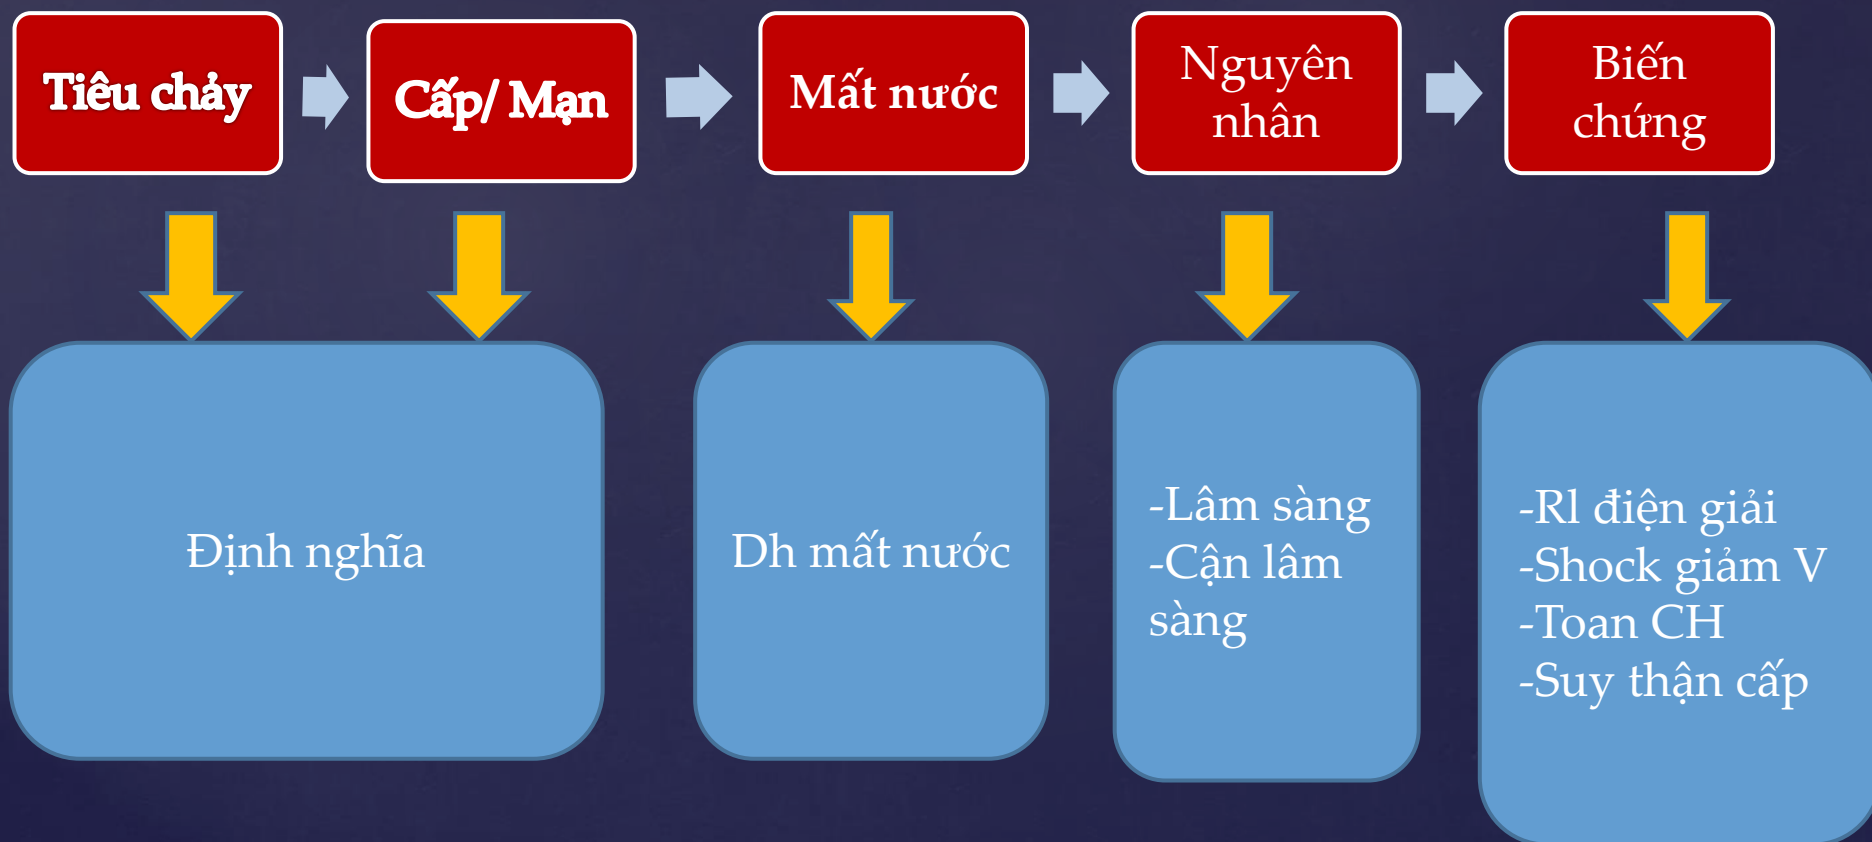 Tiêu chảy
Cấp/ Mạn
Mất nước
Nguyên
nhân
Biến
chứng
Định nghĩa
Dh mất nước
-Lâm sàng
-Cận lâm
sàng
-Rl điện giải
-Shock giảm V
-Toan CH
-Suy thận cấp